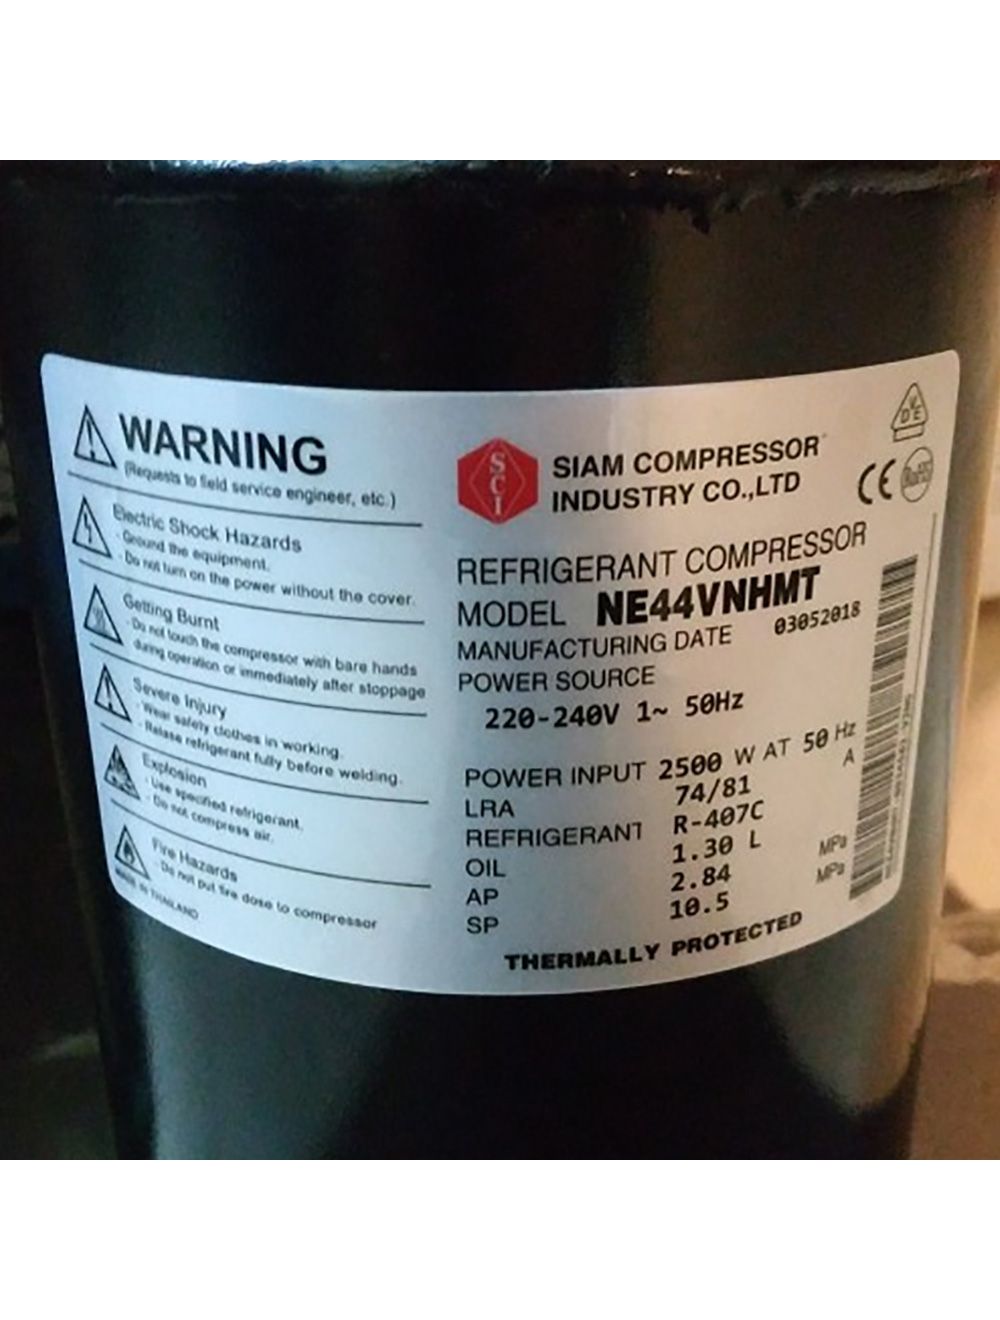 WARNING
(Requests to field service engineer, etc.)
Electric Shock Hazards
· Ground the equipment.
· Do not turn on the power without the cover.
Getting Burnt
· Do not touch the compressor with bare hands
during operation or immediately after stoppage
Severe Injury
· Wear safety clothes in working.
· Relase refrigerant fully before welding.
Explosion
· Use specified refrigerant.
· Do not compress air.
Fire Hazards
· Do not put fire dose to compressor
MADE IN THAILAND
SCI
SIAM COMPRESSOR
INDUSTRY CO.,LTD
VDE
CE
REFRIGERANT COMPRESSOR
MODEL NE44VNHMT
MANUFACTURING DATE 03052018
POWER SOURCE
220-240V 1~ 50Hz
POWER INPUT 2500 W AT 50 Hz
LRA 74/81 A
REFRIGERANT R-407C
OIL 1.30 L
AP 2.84 MPa
SP 10.5 MPa
THERMALLY PROTECTED